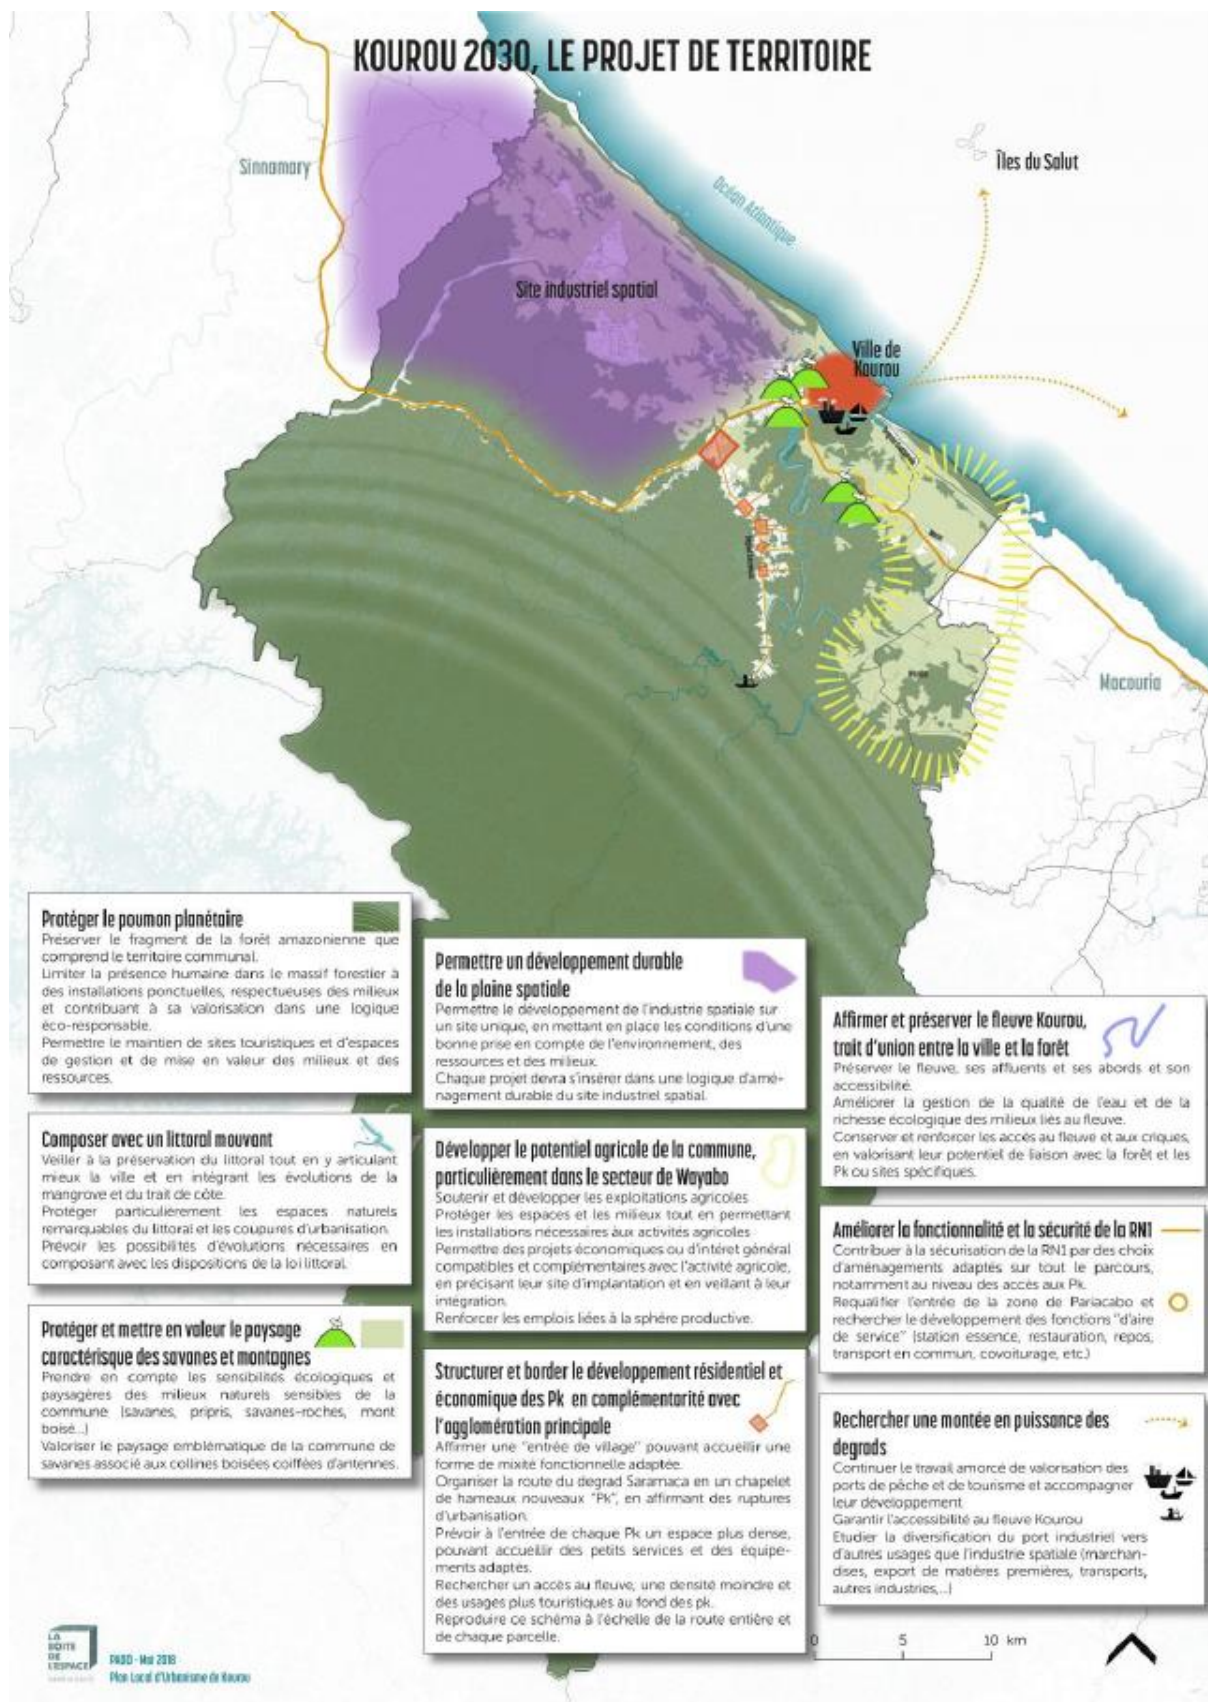 KOUROU 2030, LE PROJET DE TERRITOIRE
Sinnamary
Îles du Salut
Océan Atlantique
Site industriel spatial
Ville de
Kourou
Macouria
Protéger le poumon planétaire
Préserver le fragment de la forêt amazonienne que
comprend le territoire communal.
Limiter la présence humaine dans le massif forestier à
des installations ponctuelles, respectueuses des milieux
et contribuant à sa valorisation dans une logique
éco-responsable.
Permettre le maintien de sites touristiques et d'espaces
de gestion et de mise en valeur des milieux et des
ressources.
Composer avec un littoral mouvant
Veiller à la préservation du littoral tout en y articulant
mieux la ville et en intégrant les évolutions de la
mangrove et du trait de côte.
Protéger particulièrement les espaces naturels
remarquables du littoral et les coupures d'urbanisation.
Prévoir les possibilités d'évolutions nécessaires en
composant avec les dispositions de la loi littoral.
Protéger et mettre en valeur le paysage
caractérisque des savanes et montagnes
Prendre en compte les sensibilités écologiques et
paysagères des milieux naturels sensibles de la
commune (savanes, pripris, savanes-roches, mont
boisé...)
Valoriser le paysage emblématique de la commune de
savanes associé aux collines boisées coiffées d'antennes.
Permettre un développement durable
de la plaine spatiale
Permettre le développement de l'industrie spatiale sur
un site unique, en mettant en place les conditions d'une
bonne prise en compte de l'environnement, des
ressources et des milieux.
Chaque projet devra s'insérer dans une logique d'amé-
nagement durable du site industriel spatial.
Développer le potentiel agricole de la commune,
particulièrement dans le secteur de Wayabo
Soutenir et développer les exploitations agricoles
Protéger les espaces et les milieux tout en permettant
les installations nécessaires aux activités agricoles
Permettre des projets économiques ou d'intéret général
compatibles et complémentaires avec l'activité agricole,
en précisant leur site d'implantation et en veillant à leur
intégration.
Renforcer les emplois liées à la sphère productive.
Structurer et border le développement résidentiel et
économique des Pk en complémentarité avec
l'agglomération principale
Affirmer une "entrée de village" pouvant accueillir une
forme de mixité fonctionnelle adaptée.
Organiser la route du degrad Saramaca en un chapelet
de hameaux nouveaux "Pk", en affirmant des ruptures
d'urbanisation.
Prévoir à l'entrée de chaque Pk un espace plus dense,
pouvant accueillir des petits services et des équipe-
ments adaptés.
Rechercher un accès au fleuve, une densité moindre et
des usages plus touristiques au fond des pk.
Reproduire ce schéma à l'échelle de la route entière et
de chaque parcelle.
Affirmer et préserver le fleuve Kourou,
trait d'union entre la ville et la forêt
Préserver le fleuve, ses affluents et ses abords et son
accessibilité.
Améliorer la gestion de la qualité de l'eau et de la
richesse écologique des milieux liés au fleuve.
Conserver et renforcer les accès au fleuve et aux criques,
en valorisant leur potentiel de liaison avec la forêt et les
Pk ou sites spécifiques.
Améliorer la fonctionnalité et la sécurité de la RN1
Contribuer à la sécurisation de la RN1 par des choix
d'aménagements adaptés sur tout le parcours,
notamment au niveau des accès aux Pk.
Requalifier l'entrée de la zone de Pariacabo et
rechercher le développement des fonctions "d'aire
de service" (station essence, restauration, repos,
transport en commun, covoiturage, etc.)
Rechercher une montée en puissance des
degrads
Continuer le travail amorcé de valorisation des
ports de pêche et de tourisme et accompagner
leur développement
Garantir l'accessibilité au fleuve Kourou
Etudier la diversification du port industriel vers
d'autres usages que l'industrie spatiale (marchan-
dises, export de matières premières, transports,
autres industries,...)
0 5 10 km
LA
BOITE
DE
L'ESPACE
PADD - Mai 2018
Plan Local d'Urbanisme de Kourou